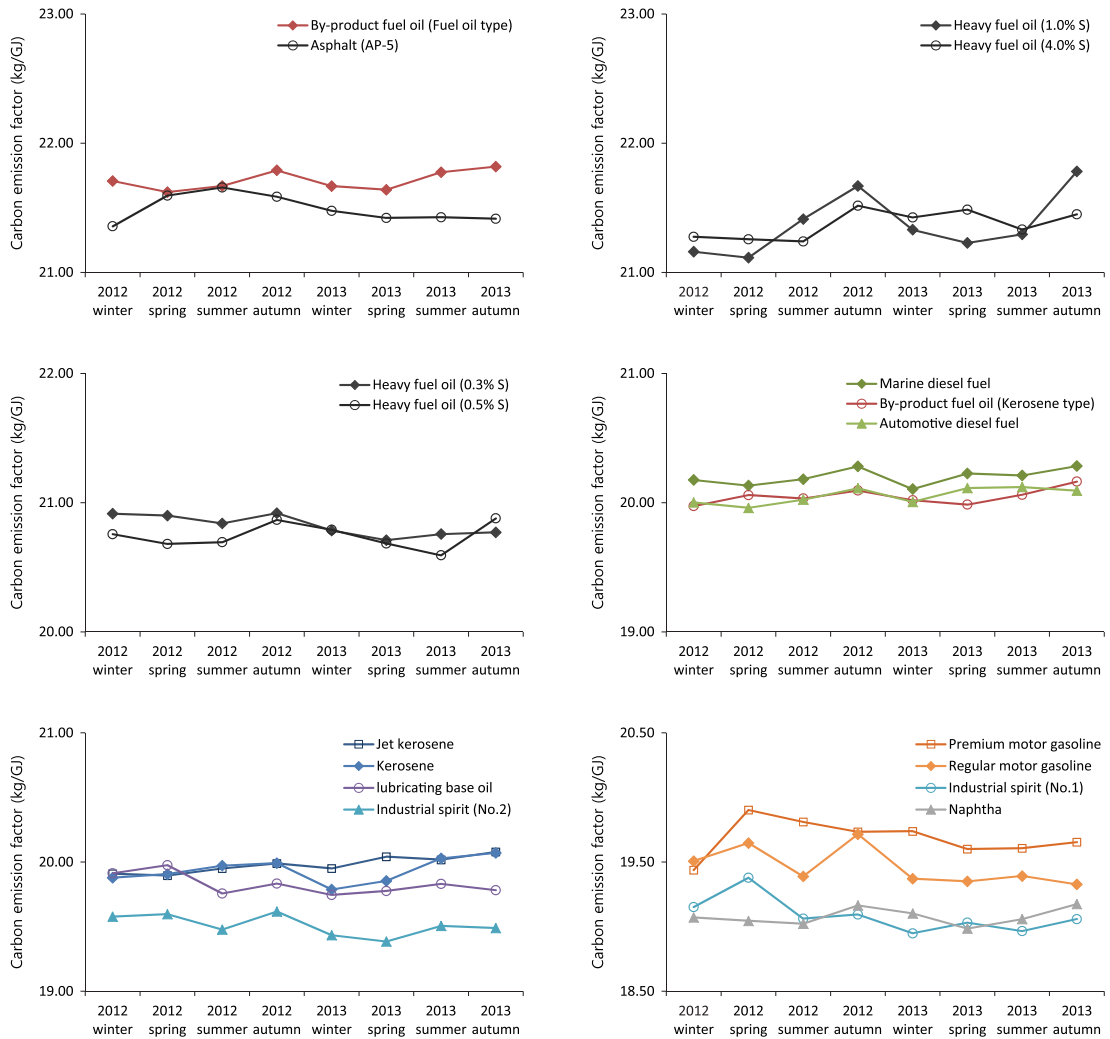 Carbon emission factor (kg/GJ)
23.00
22.00
21.00
By-product fuel oil (Fuel oil type)
Asphalt (AP-5)
2012 2012 2012 2012 2013 2013 2013 2013
winter spring summer autumn winter spring summer autumn
Carbon emission factor (kg/GJ)
23.00
22.00
21.00
Heavy fuel oil (1.0% S)
Heavy fuel oil (4.0% S)
2012 2012 2012 2012 2013 2013 2013 2013
winter spring summer autumn winter spring summer autumn
Carbon emission factor (kg/GJ)
22.00
21.00
20.00
Heavy fuel oil (0.3% S)
Heavy fuel oil (0.5% S)
2012 2012 2012 2012 2013 2013 2013 2013
winter spring summer autumn winter spring summer autumn
Carbon emission factor (kg/GJ)
21.00
20.00
19.00
Marine diesel fuel
By-product fuel oil (Kerosene type)
Automotive diesel fuel
2012 2012 2012 2012 2013 2013 2013 2013
winter spring summer autumn winter spring summer autumn
Carbon emission factor (kg/GJ)
21.00
20.00
19.00
Jet kerosene
Kerosene
lubricating base oil
Industrial spirit (No.2)
2012 2012 2012 2012 2013 2013 2013 2013
winter spring summer autumn winter spring summer autumn
Carbon emission factor (kg/GJ)
20.50
19.50
18.50
Premium motor gasoline
Regular motor gasoline
Industrial spirit (No.1)
Naphtha
2012 2012 2012 2012 2013 2013 2013 2013
winter spring summer autumn winter spring summer autumn